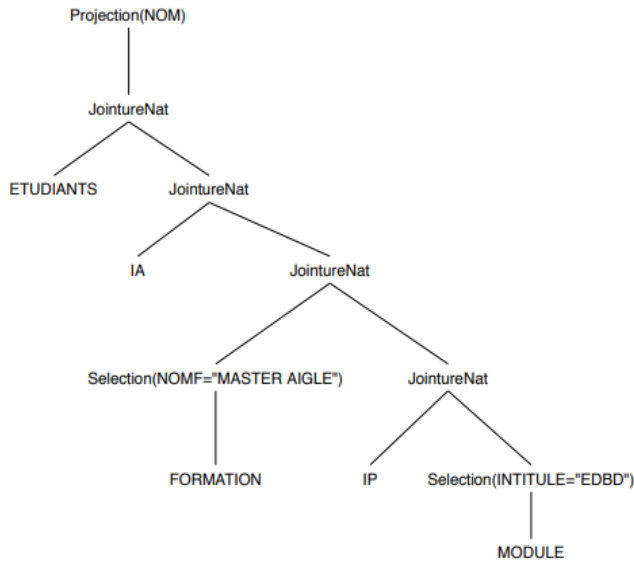 Projection(NOM)
JointureNat
ETUDIANTS
JointureNat
IA
JointureNat
Selection(NOMF="MASTER AIGLE")
JointureNat
FORMATION
IP
Selection(INTITULE="EDBD")
MODULE